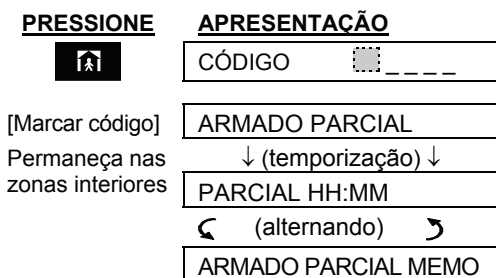 PRESSIONE APRESENTAÇÃO
CÓDIGO _ _ _ _
[Marcar código] ARMADO PARCIAL
Permaneça nas ↓ (temporização) ↓
zonas interiores PARCIAL HH:MM
(alternando)
ARMADO PARCIAL MEMO